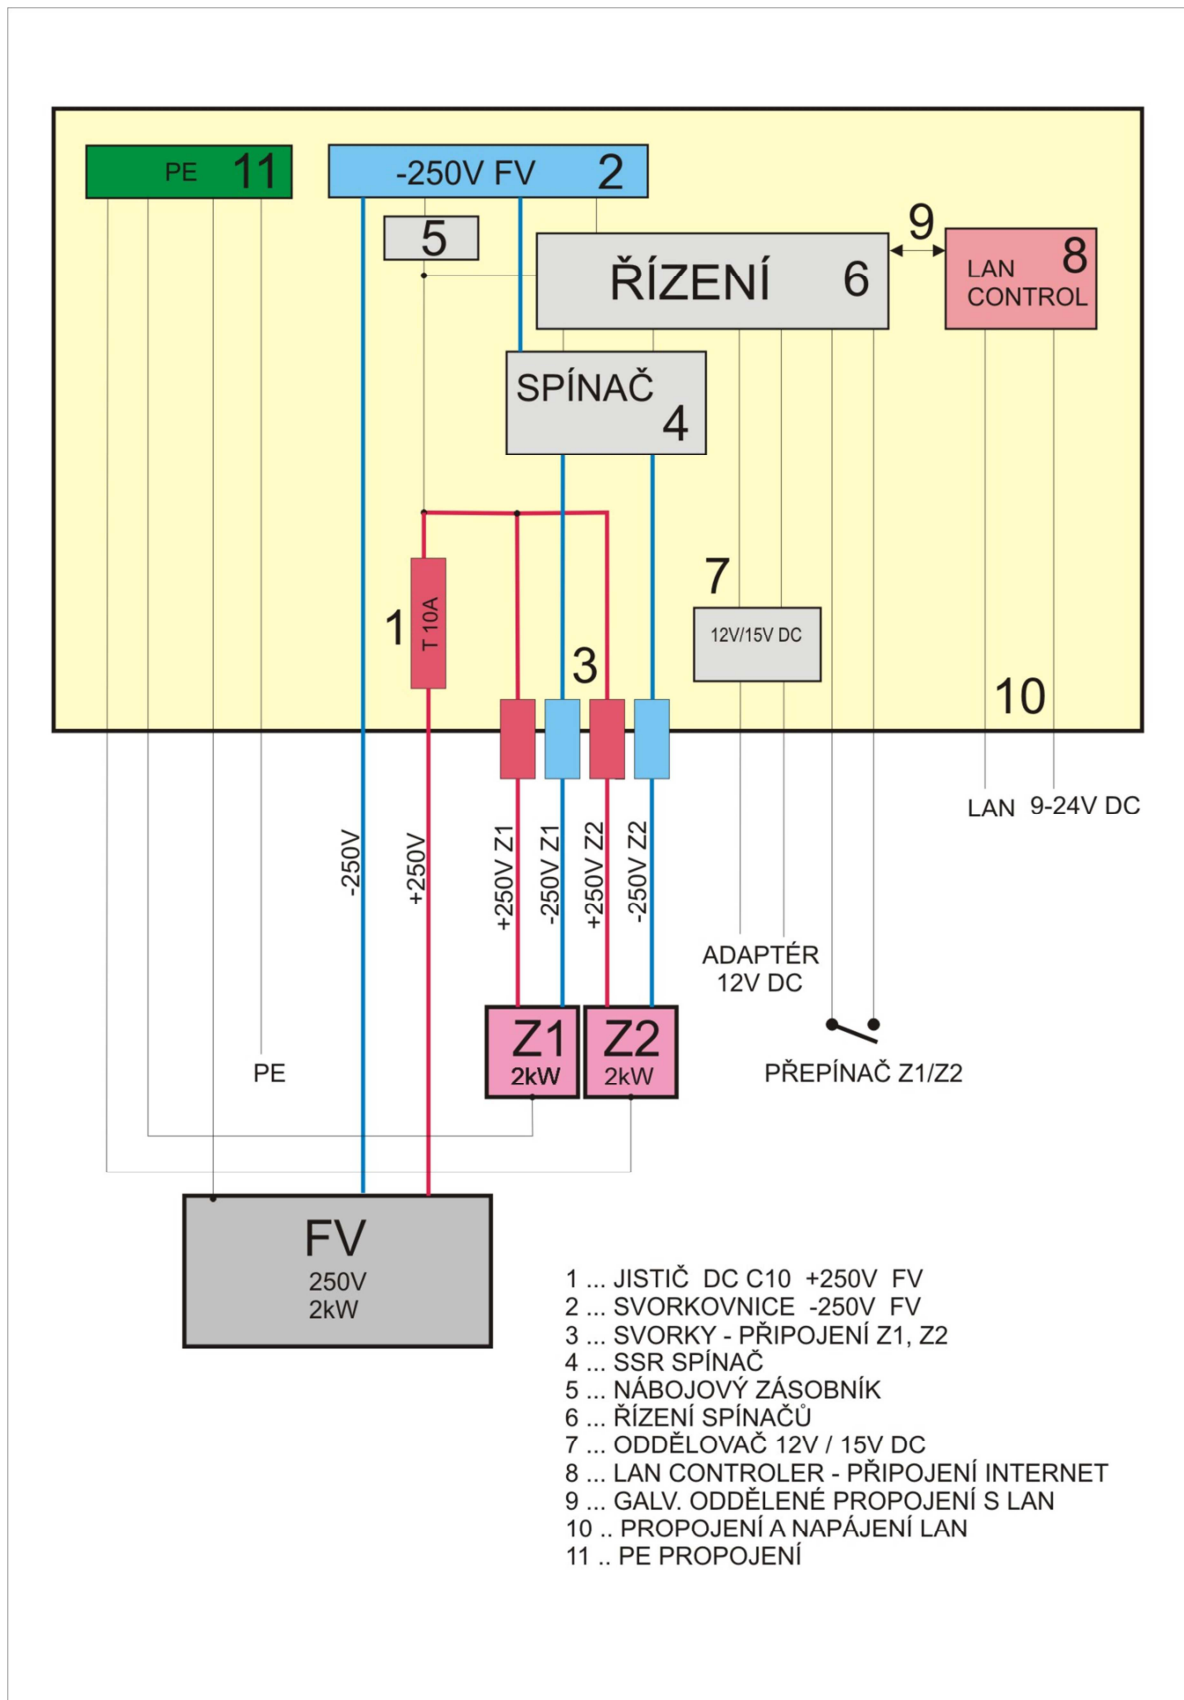 PE 11
-250V FV 2
5
9
ŘÍZENÍ 6
LAN 8
CONTROL
SPÍNAČ
4
1
T 10A
3
7
12V/15V DC
10
-250V
+250V
+250V Z1
-250V Z1
+250V Z2
-250V Z2
LAN 9-24V DC
ADAPTÉR
12V DC
Z1
2kW
Z2
2kW
PE
PŘEPÍNAČ Z1/Z2
FV
250V
2kW
1 ... JISTIČ DC C10 +250V FV
2 ... SVORKOVNICE -250V FV
3 ... SVORKY - PŘIPOJENÍ Z1, Z2
4 ... SSR SPÍNAČ
5 ... NÁBOJOVÝ ZÁSOBNÍK
6 ... ŘÍZENÍ SPÍNAČŮ
7 ... ODDĚLOVAČ 12V / 15V DC
8 ... LAN CONTROLER - PŘIPOJENÍ INTERNET
9 ... GALV. ODDĚLENÉ PROPOJENÍ S LAN
10 .. PROPOJENÍ A NAPÁJENÍ LAN
11 .. PE PROPOJENÍ